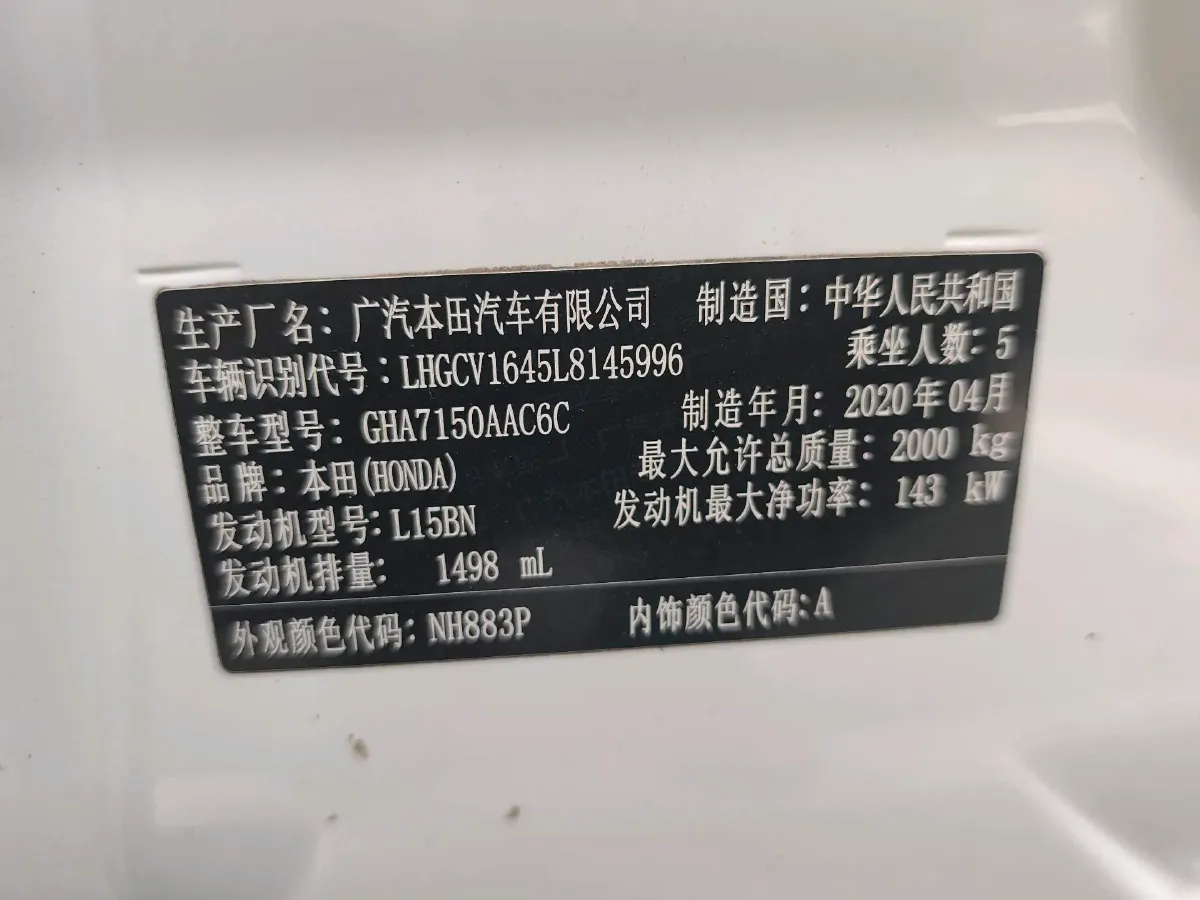 生产厂名：广汽本田汽车有限公司 制造国：中华人民共和国
车辆识别代号：LHGCV1645L8145996 乘坐人数：5
整车型号：GHA7150AAC6C 制造年月：2020年04月
品牌：本田(HONDA) 最大允许总质量：2000 kg
发动机型号：L15BN 发动机最大净功率：143 kW
发动机排量： 1498 mL
外观颜色代码：NH883P 内饰颜色代码：A